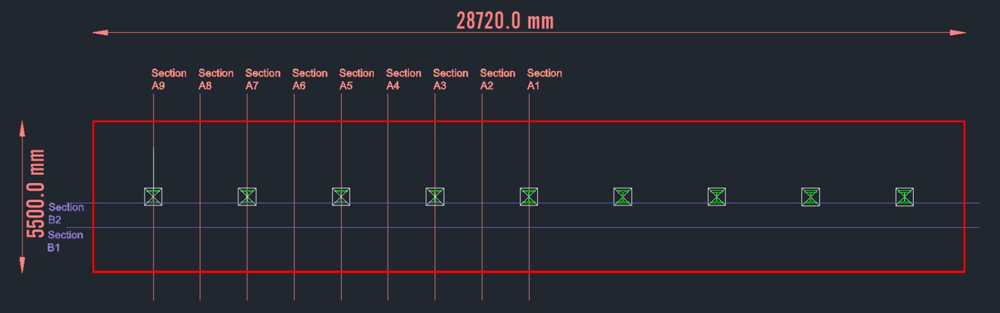 28720.0 mm
Section A9
Section A8
Section A7
Section A6
Section A5
Section A4
Section A3
Section A2
Section A1
5500.0 mm
Section B2
Section B1